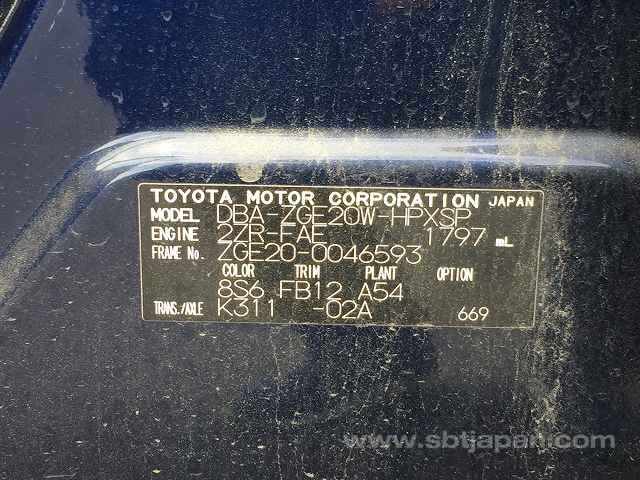 TOYOTA MOTOR CORPORATION JAPAN
MODEL DBA-ZGE20W-HPXSP
ENGINE 2ZR-FAE 1797 mL
FRAME No. ZGE20-0046593
COLOR TRIM PLANT OPTION
8S6 FB12 A54
TRANS./AXLE K311 -02A 669
www.sbtjapan.com